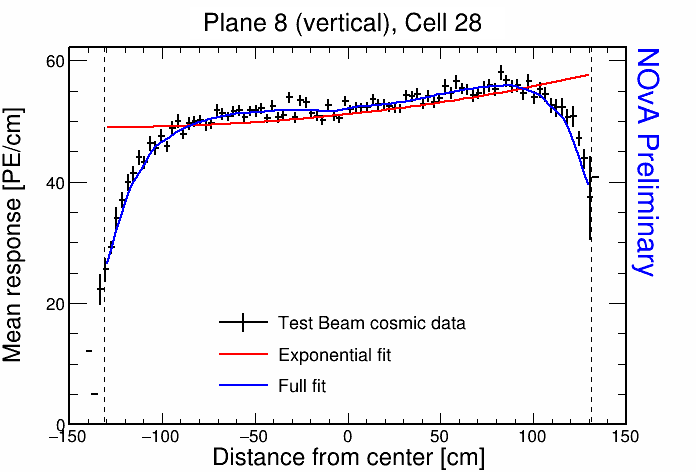 Plane 8 (vertical), Cell 28
NOvA Preliminary
Mean response [PE/cm]
60
40
20
0
Test Beam cosmic data
Exponential fit
Full fit
−150 −100 −50 0 50 100 150
Distance from center [cm]